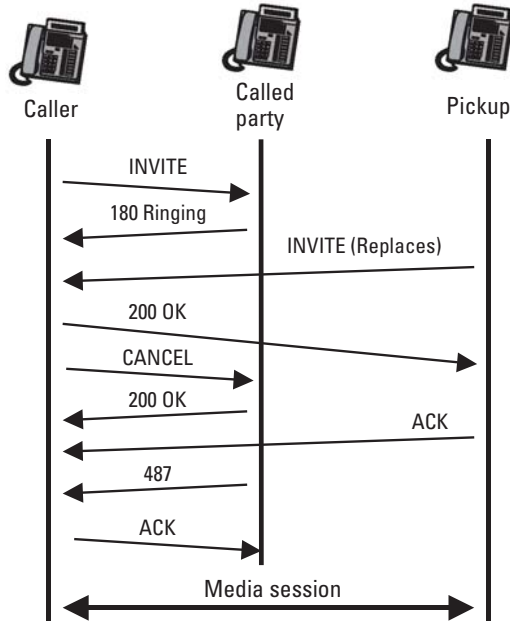 Caller
Called
party
Pickup
INVITE
180 Ringing
INVITE (Replaces)
200 OK
CANCEL
200 OK
ACK
487
ACK
Media session